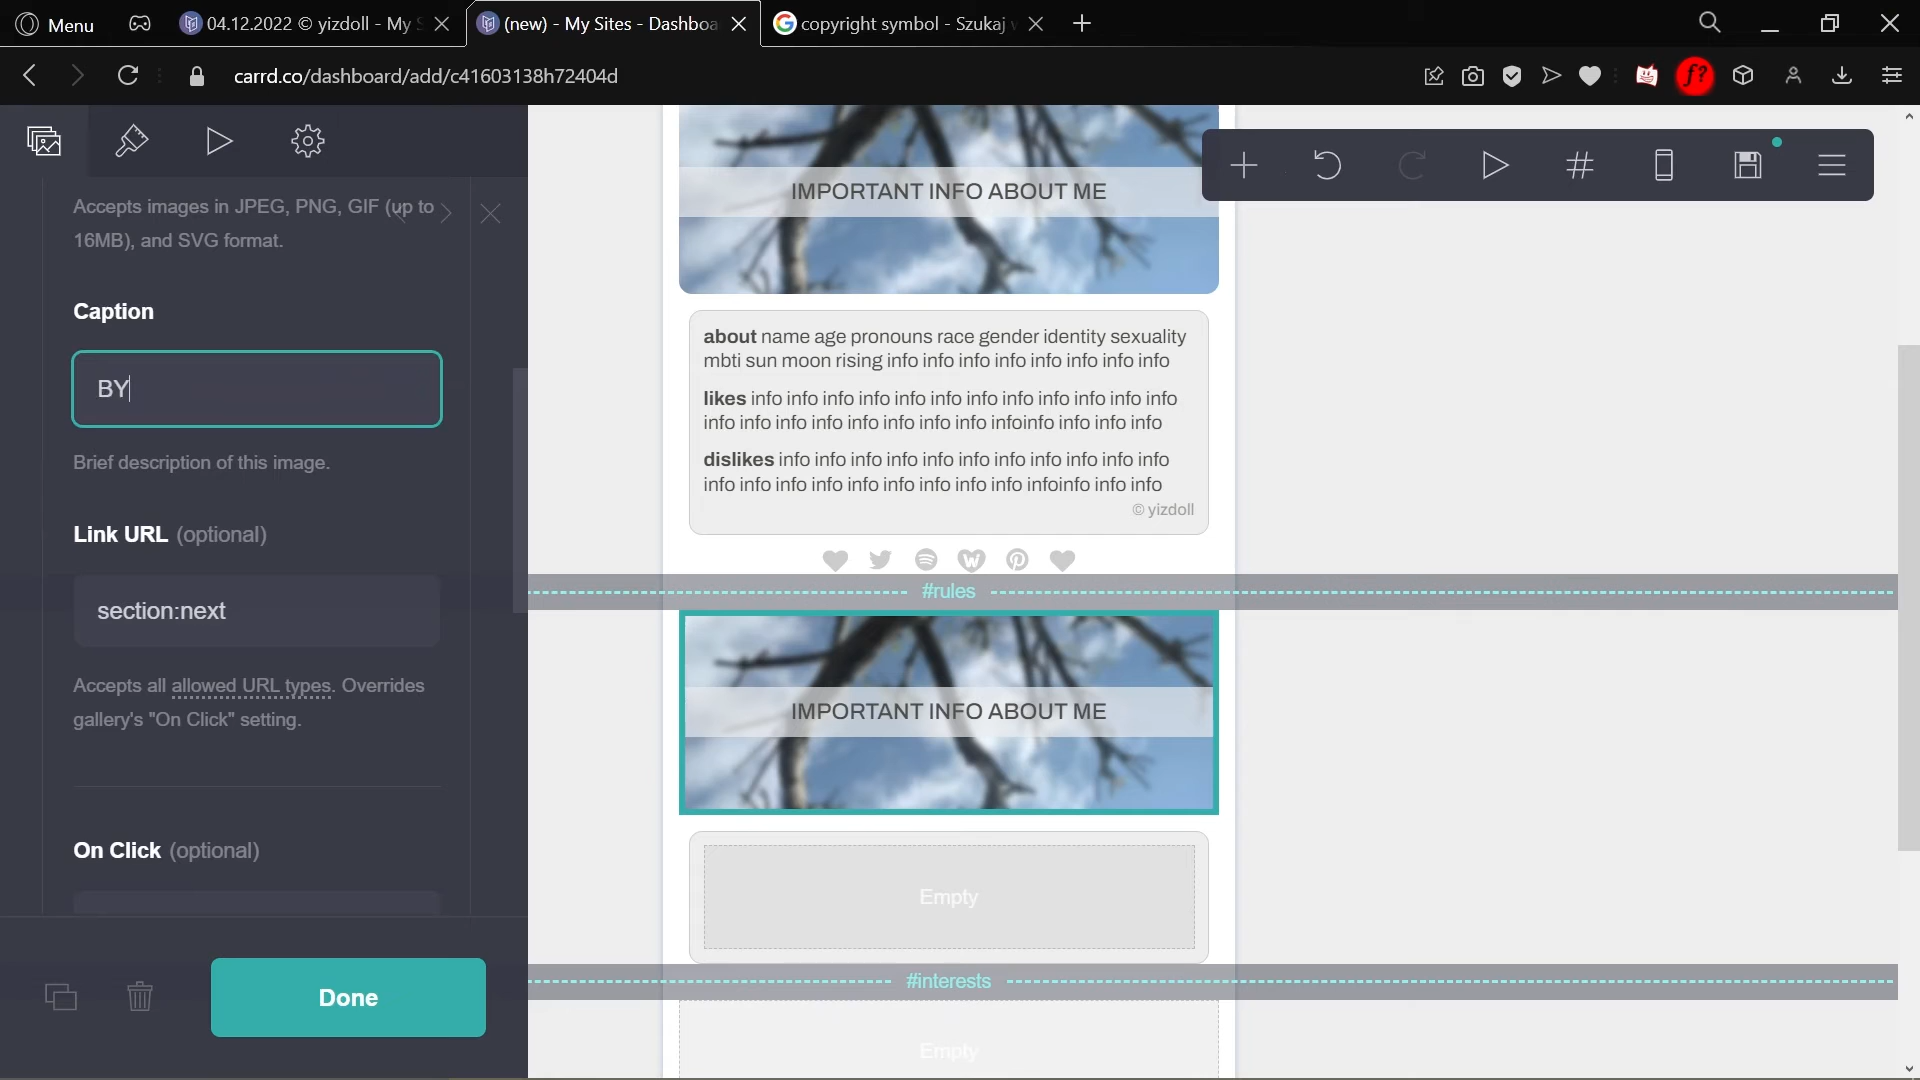 Menu
04.12.2022 © yizdoll - My S
(new) - My Sites - Dashboa
copyright symbol - Szukaj w
carrd.co/dashboard/add/c41603138h72404d
f?
Accepts images in JPEG, PNG, GIF (up to
16MB), and SVG format.
Caption
BY
Brief description of this image.
Link URL (optional)
section:next
Accepts all allowed URL types. Overrides
gallery's "On Click" setting.
On Click (optional)
Done
IMPORTANT INFO ABOUT ME
about name age pronouns race gender identity sexuality
mbti sun moon rising info info info info info info info info
likes info info info info info info info info info info info info
info info info info info info info info infoinfo info info info
dislikes info info info info info info info info info info info
info info info info info info info info info infoinfo info info
© yizdoll
#rules
IMPORTANT INFO ABOUT ME
Empty
#interests
Empty